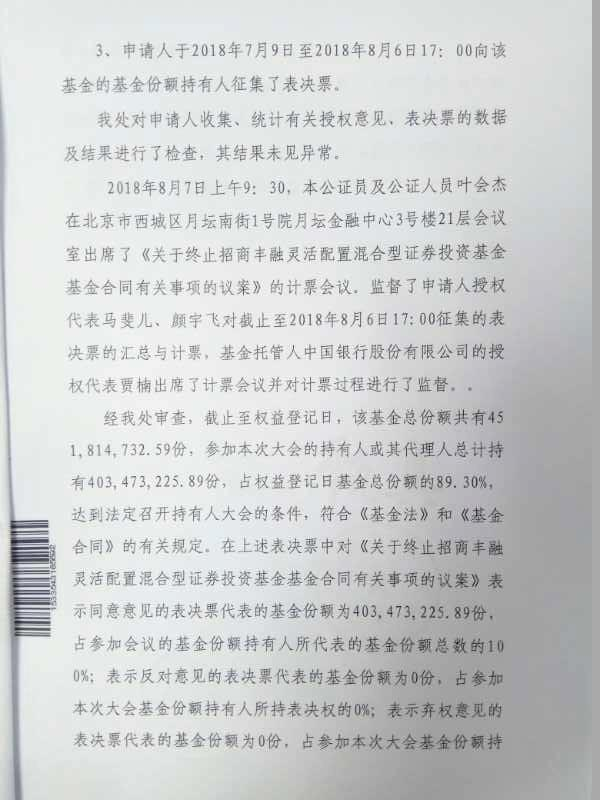 3、申请人于2018年7月9日至2018年8月6日17：00向该
基金的基金份额持有人征集了表决票。
我处对申请人收集、统计有关授权意见、表决票的数据
及结果进行了检查，其结果未见异常。
2018年8月7日上午9：30，本公证员及公证人员叶会杰
在北京市西城区月坛南街1号院月坛金融中心3号楼21层会议
室出席了《关于终止招商丰融灵活配置混合型证券投资基金
基金合同有关事项的议案》的计票会议。监督了申请人授权
代表马斐儿、颜宇飞对截止至2018年8月6日17:00征集的表
决票的汇总与计票，基金托管人中国银行股份有限公司的授
权代表贾楠出席了计票会议并对计票过程进行了监督。。
经我处审查，截止至权益登记日，该基金总份额共有45
1,814,732.59份，参加本次大会的持有人或其代理人总计持
有403,473,225.89份，占权益登记日基金总份额的89.30%，
达到法定召开持有人大会的条件，符合《基金法》和《基金
合同》的有关规定。在上述表决票中对《关于终止招商丰融
灵活配置混合型证券投资基金基金合同有关事项的议案》表
示同意意见的表决票代表的基金份额为403,473,225.89份，
占参加会议的基金份额持有人所代表的基金份额总数的10
0%；表示反对意见的表决票代表的基金份额为0份，占参加
本次大会基金份额持有人所持表决权的0%；表示弃权意见的
表决票代表的基金份额为0份，占参加本次大会基金份额持